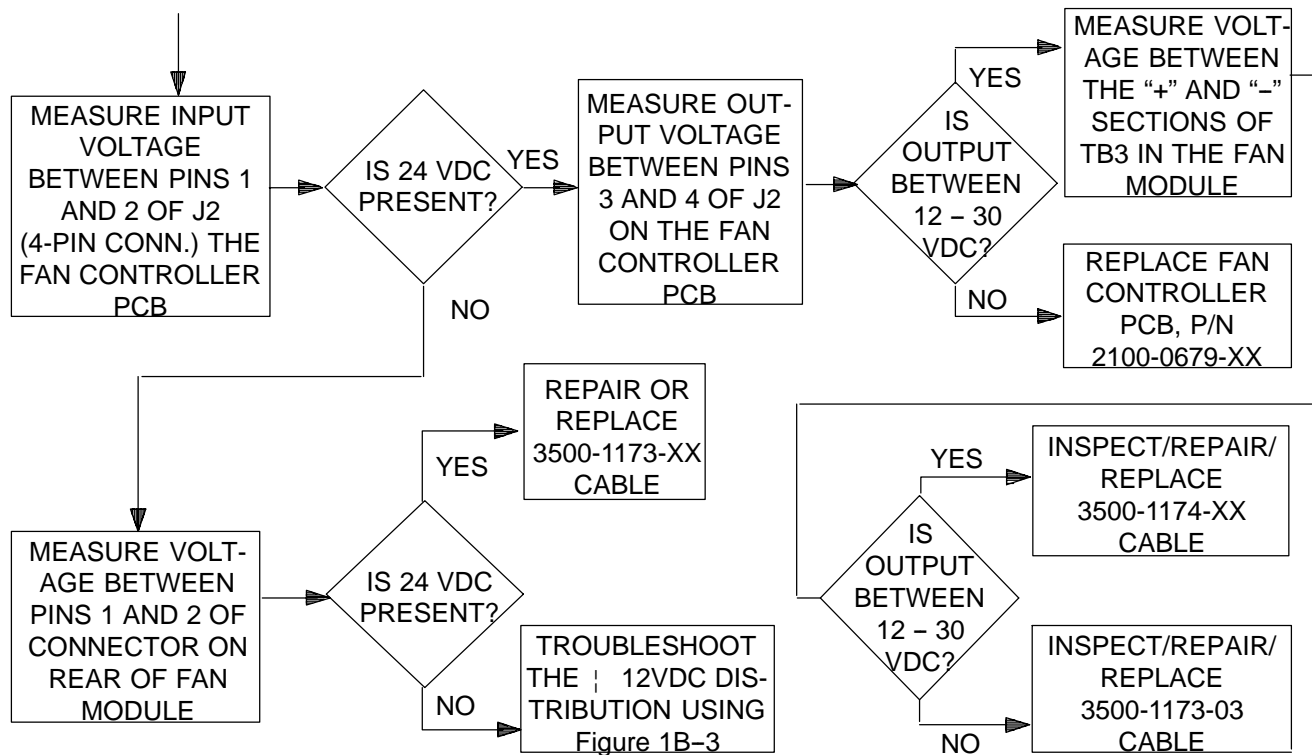 MEASURE INPUT
VOLTAGE
BETWEEN PINS 1
AND 2 OF J2
(4-PIN CONN.) THE
FAN CONTROLLER
PCB
IS 24 VDC
PRESENT?
YES
NO
MEASURE OUT-
PUT VOLTAGE
BETWEEN PINS
3 AND 4 OF J2
ON THE FAN
CONTROLLER
PCB
IS
OUTPUT
BETWEEN
12 – 30
VDC?
YES
MEASURE VOLT-
AGE BETWEEN
THE “+” AND “–”
SECTIONS OF
TB3 IN THE FAN
MODULE
NO
REPLACE FAN
CONTROLLER
PCB, P/N
2100-0679-XX
MEASURE VOLT-
AGE BETWEEN
PINS 1 AND 2 OF
CONNECTOR ON
REAR OF FAN
MODULE
IS 24 VDC
PRESENT?
YES
REPAIR OR
REPLACE
3500-1173-XX
CABLE
NO
TROUBLESHOOT
THE ¦ 12VDC DIS-
TRIBUTION USING
Figure 1B–3
IS
OUTPUT
BETWEEN
12 – 30
VDC?
YES
INSPECT/REPAIR/
REPLACE
3500-1174-XX
CABLE
NO
INSPECT/REPAIR/
REPLACE
3500-1173-03
CABLE